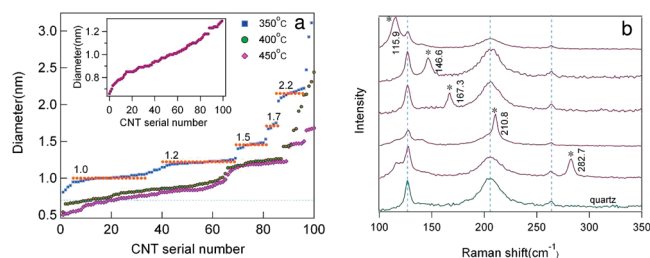 a
350°C
400°C
450°C
Diameter(nm)
1.2
1.0
0.8
0 20 40 60 80 100
CNT serial number
3.0
2.5
2.0
1.5
1.0
0.5
Diameter(nm)
1.0
1.2
1.5
1.7
2.2
0 20 40 60 80 100
CNT serial number
b
Intensity
* 115.9
* 146.6
* 167.3
* 210.8
* 282.7
quartz
100 150 200 250 300 350
Raman shift(cm⁻¹)